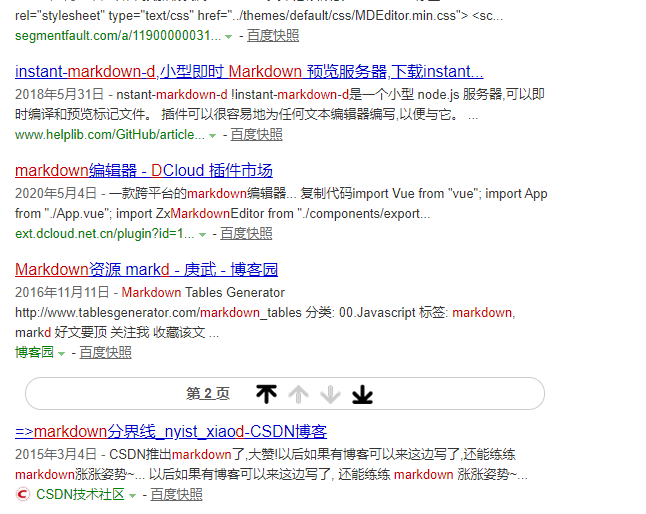 rel="stylesheet" type="text/css" href="../themes/default/css/MDEditor.min.css"> <sc...
segmentfault.com/a/11900000031... - 百度快照
instant-markdown-d,小型即时 Markdown 预览服务器,下载instant...
2018年5月31日 - nstant-markdown-d !instant-markdown-d是一个小型 node.js 服务器,可以即
时编译和预览标记文件。 插件可以很容易地为任何文本编辑器编写,以便与它。 ...
www.helplib.com/GitHub/article... - 百度快照
markdown编辑器 - DCloud 插件市场
2020年5月4日 - 一款跨平台的markdown编辑器... 复制代码import Vue from "vue"; import App
from "./App.vue"; import ZxMarkdownEditor from "./components/export...
ext.dcloud.net.cn/plugin?id=1... - 百度快照
Markdown资源 markd - 庚武 - 博客园
2016年11月11日 - Markdown Tables Generator
http://www.tablesgenerator.com/markdown_tables 分类: 00.Javascript 标签: markdown,
markd 好文要顶 关注我 收藏该文 ...
博客园 - 百度快照
第 2 页
=>markdown分界线_nyist_xiaod-CSDN博客
2015年3月4日 - CSDN推出markdown了,大赞!以后如果有博客可以来这边写了,还能练练
markdown涨涨姿势~... 以后如果有博客可以来这边写了, 还能练练 markdown 涨涨姿势~...
CSDN技术社区 - 百度快照